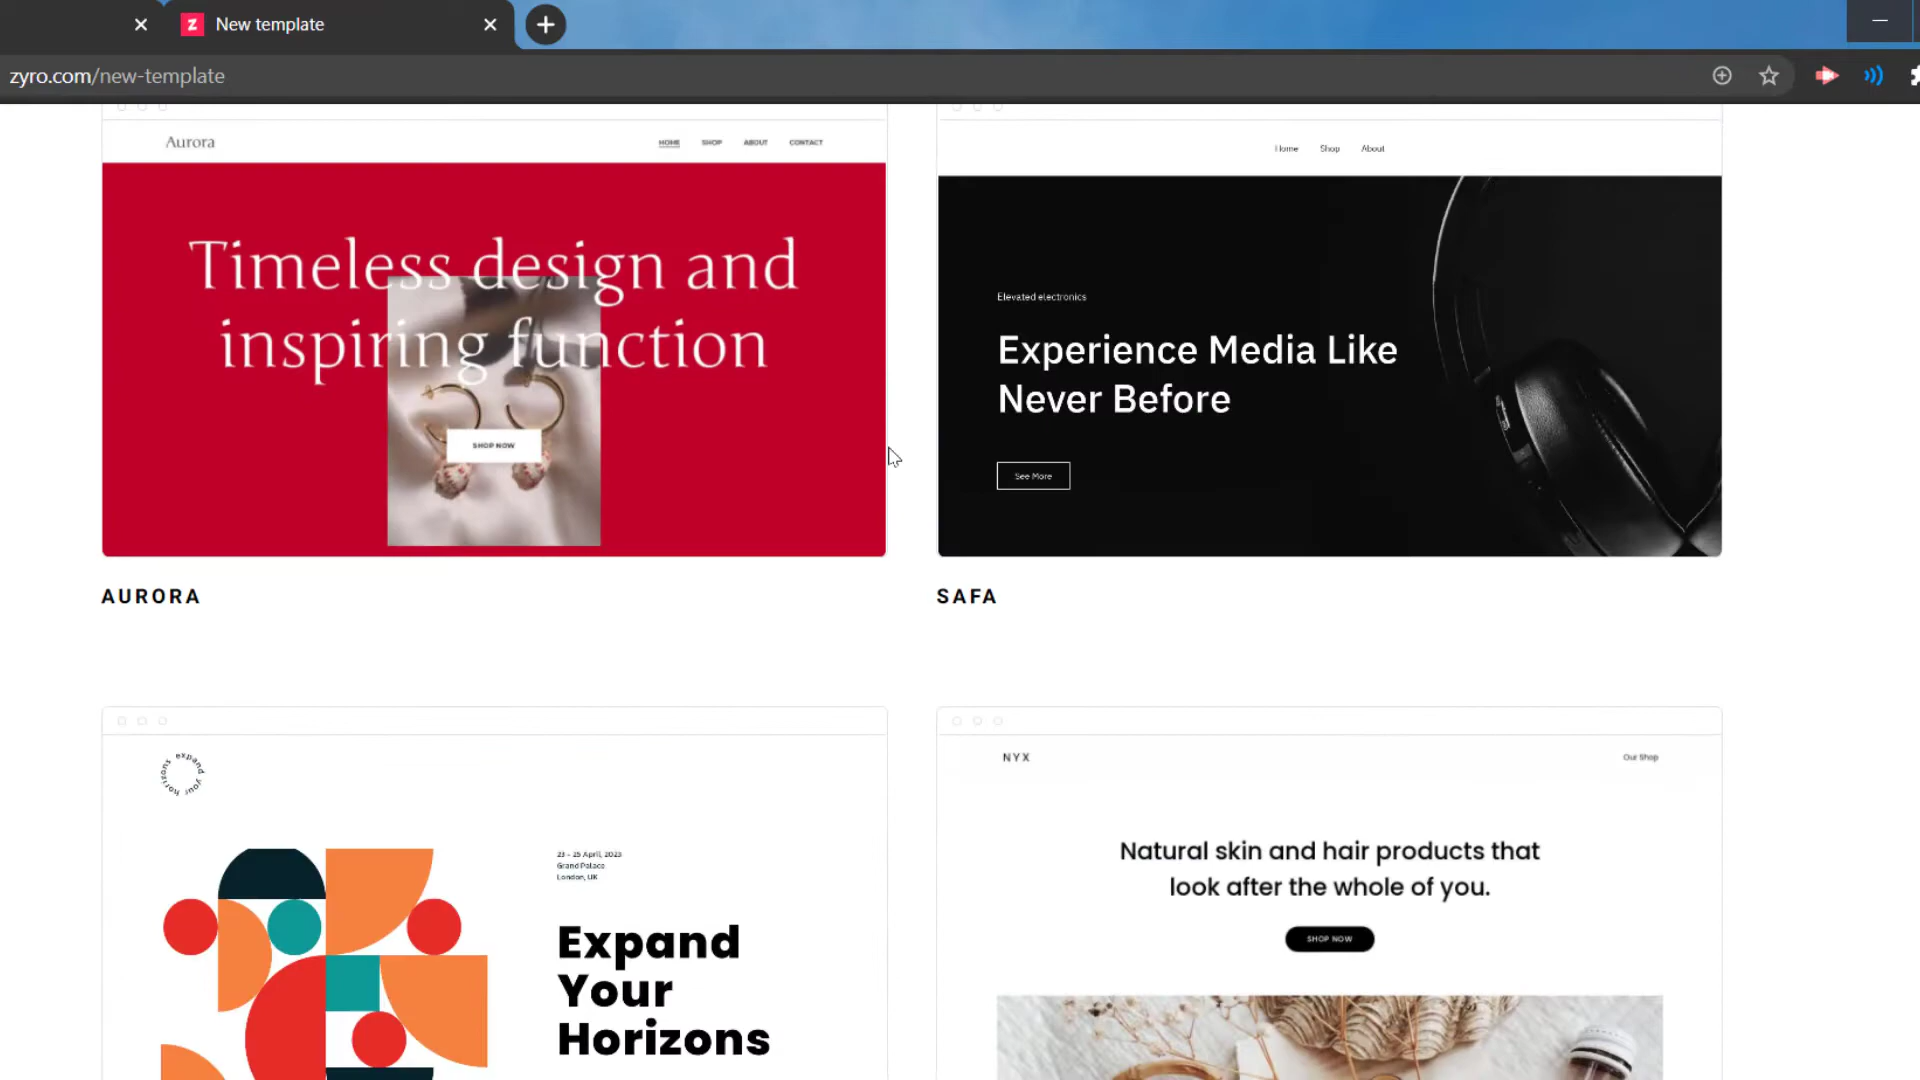 New template
zyro.com/new-template
Aurora
HOME SHOP ABOUT CONTACT
Timeless design and
inspiring function
SHOP NOW
AURORA
Home Shop About
Elevated electronics
Experience Media Like
Never Before
See More
SAFA
expand your horizons
23 - 25 April, 2023
Grand Palace
London, UK
Expand
Your
Horizons
NYX
Our Shop
Natural skin and hair products that
look after the whole of you.
SHOP NOW